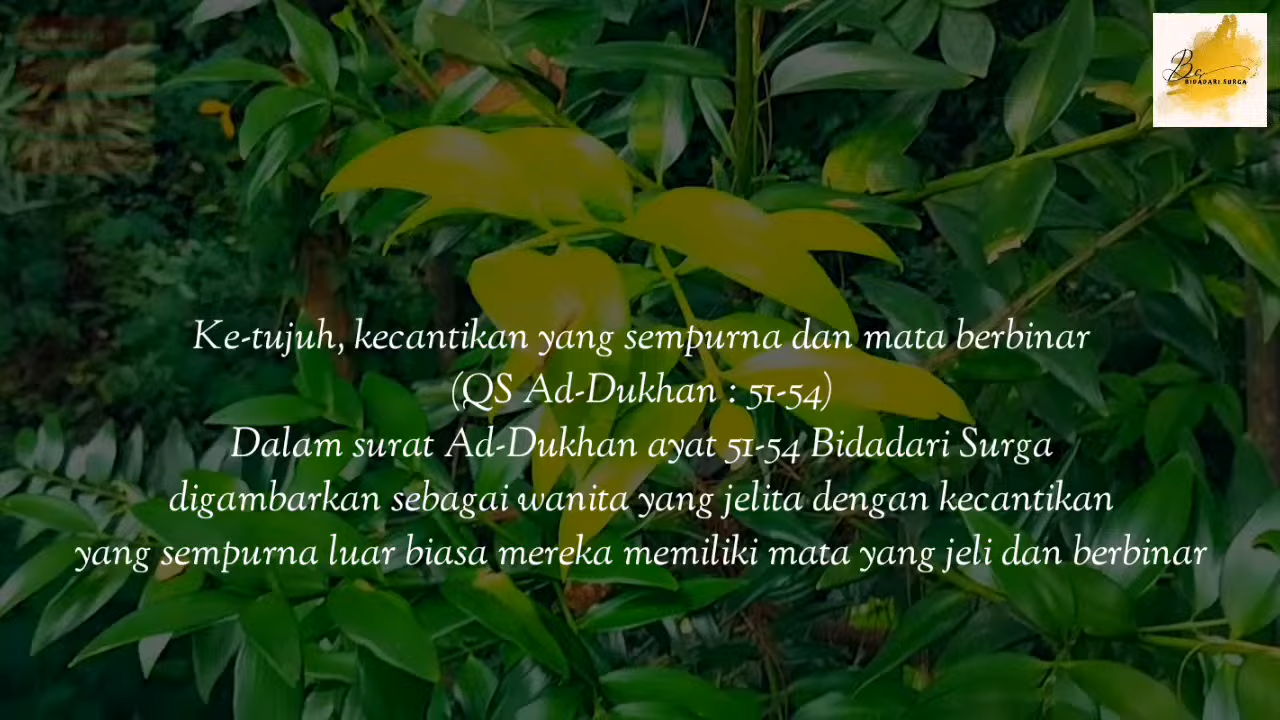 Bs
BIDADARI SURGA
Ke-tujuh, kecantikan yang sempurna dan mata berbinar
(QS Ad-Dukhan : 51-54)
Dalam surat Ad-Dukhan ayat 51-54 Bidadari Surga
digambarkan sebagai wanita yang jelita dengan kecantikan
yang sempurna luar biasa mereka memiliki mata yang jeli dan berbinar